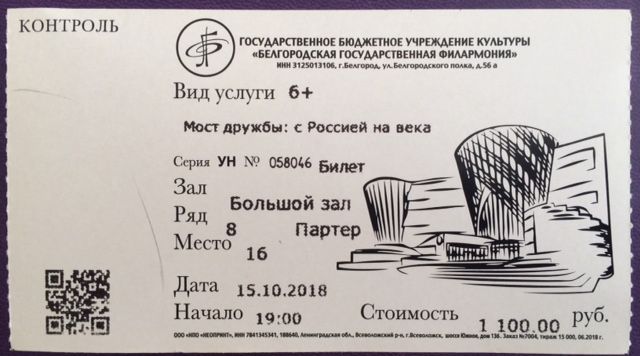 КОНТРОЛЬ
ГОСУДАРСТВЕННОЕ БЮДЖЕТНОЕ УЧРЕЖДЕНИЕ КУЛЬТУРЫ
«БЕЛГОРОДСКАЯ ГОСУДАРСТВЕННАЯ ФИЛАРМОНИЯ»
ИНН 3125013106, г.Белгород, ул.Белгородского полка, д.56 а
Вид услуги 6+
Мост дружбы: с Россией на века
Серия УН № 058046 Билет
Зал Большой зал
Ряд 8 Партер
Место 16
Дата 15.10.2018
Начало 19:00 Стоимость 1 100.00 руб.
ООО «НПО «НЕОПРИНТ», ИНН 7841345341, 188640, Ленинградская обл., Всеволожский р-н, г.Всеволожск, шоссе Южное, дом 136. Заказ №7004, тираж 15 000, 06.2018 г.